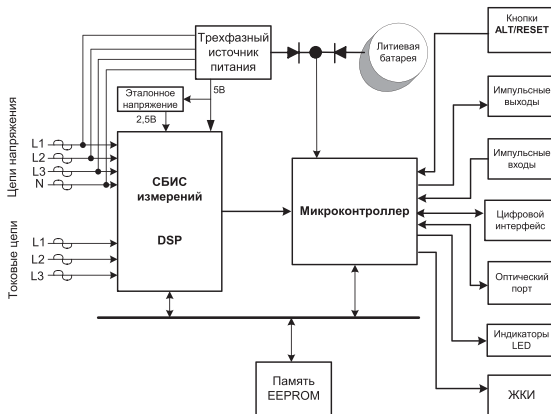 Трехфазный
источник
питания
Литиевая
батарея
Кнопки
ALT/RESET
Эталонное
напряжение
5В
2,5В
Импульсные
выходы
Цепи напряжения
L1
L2
L3
N
СБИС
измерений
DSP
Микроконтроллер
Импульсные
входы
Цифровой
интерфейс
Токовые цепи
L1
L2
L3
Оптический
порт
Индикаторы
LED
Память
EEPROM
ЖКИ